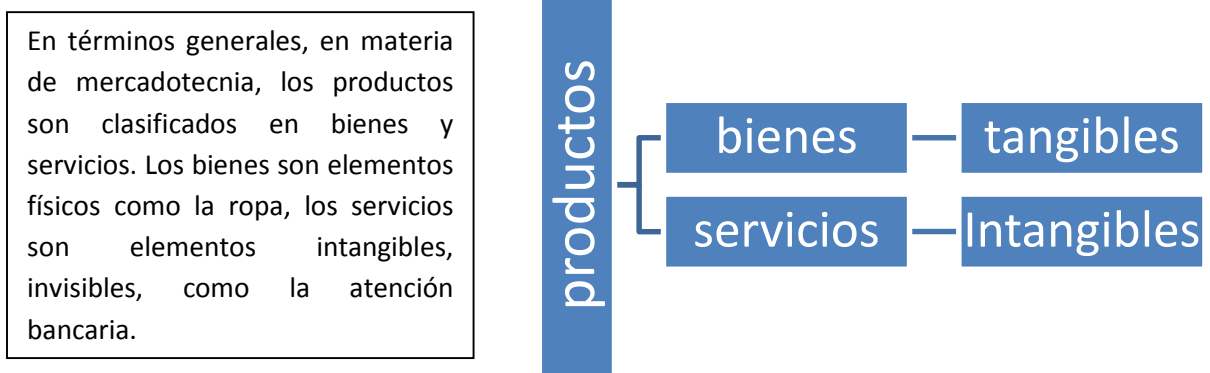 En términos generales, en materia
de mercadotecnia, los productos
son clasificados en bienes y
servicios. Los bienes son elementos
físicos como la ropa, los servicios
son elementos intangibles,
invisibles, como la atención
bancaria.
productos
bienes
tangibles
servicios
Intangibles